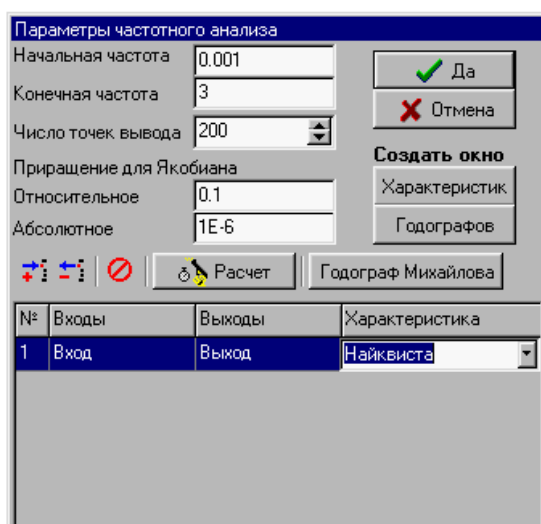 Параметры частотного анализа
Начальная частота 0.001
Да
Конечная частота 3
Отмена
Число точек вывода 200
Создать окно
Приращение для Якобиана
Относительное 0.1
Характеристик
Абсолютное 1E-6
Годографов
Расчет Годограф Михайлова
№ Входы Выходы Характеристика
1 Вход Выход Найквиста